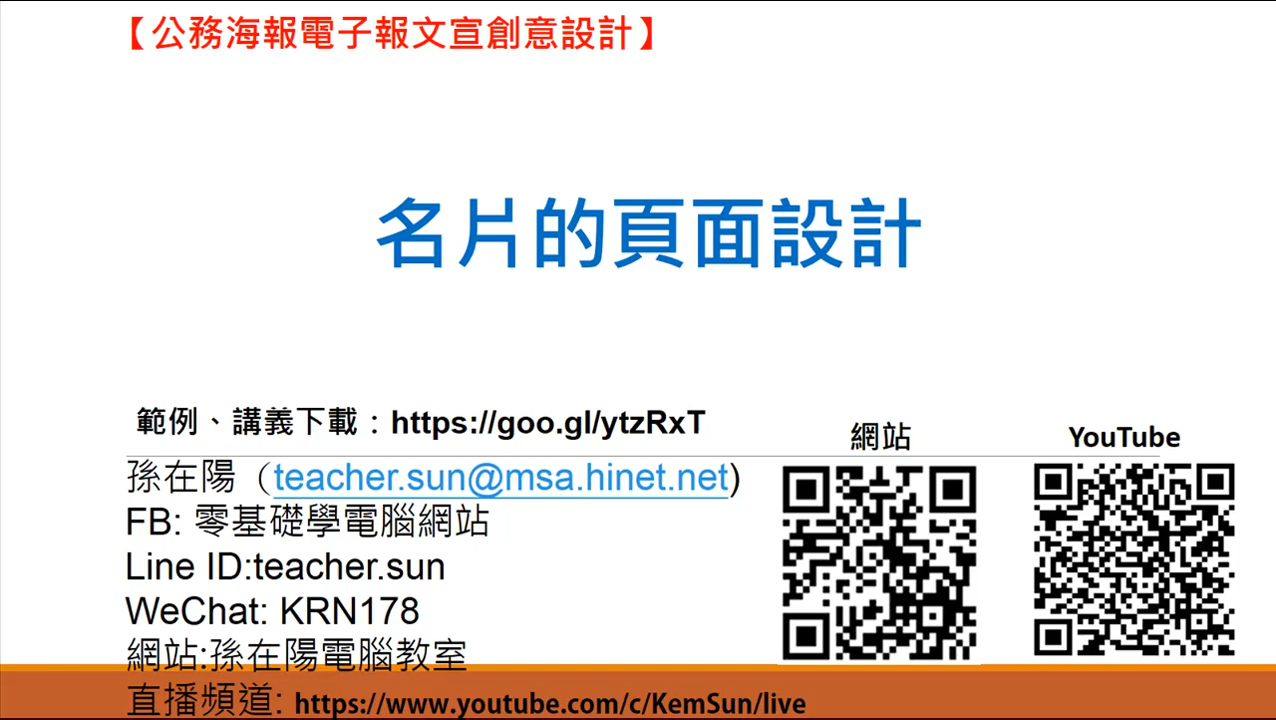 【公務海報電子報文宣創意設計】
名片的頁面設計
範例、講義下載：https://goo.gl/ytzRxT
網站
YouTube
孫在陽（teacher.sun@msa.hinet.net)
FB: 零基礎學電腦網站
Line ID:teacher.sun
WeChat: KRN178
網站:孫在陽電腦教室
直播頻道: https://www.youtube.com/c/KemSun/live